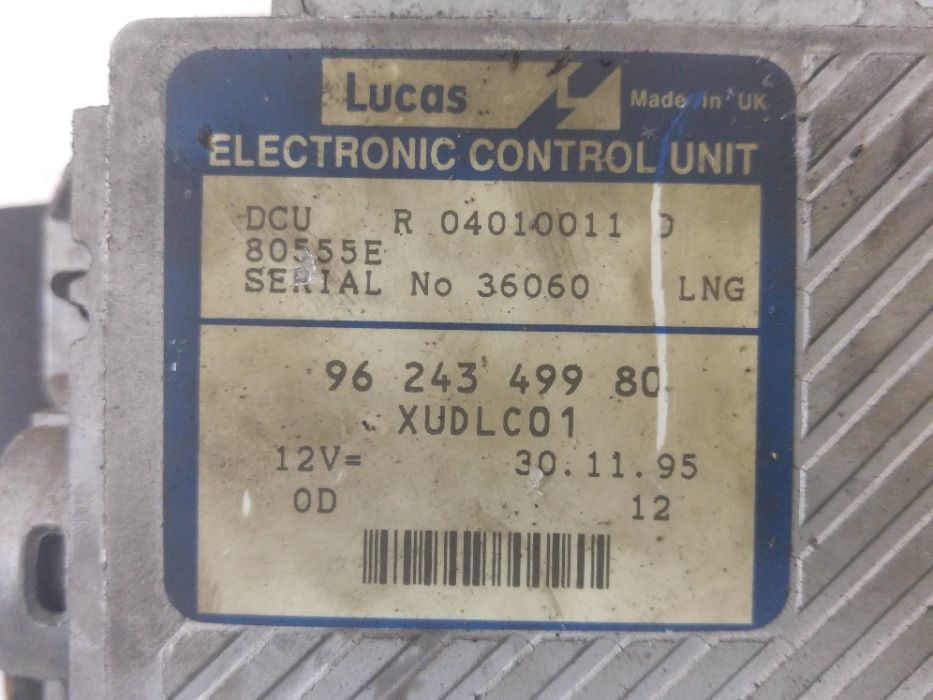 Lucas Made in UK
ELECTRONIC CONTROL UNIT
DCU R 04010011 D
80555E
SERIAL No 36060 LNG
96 243 499 80
XUDLC01
12V= 30.11.95
0D 12